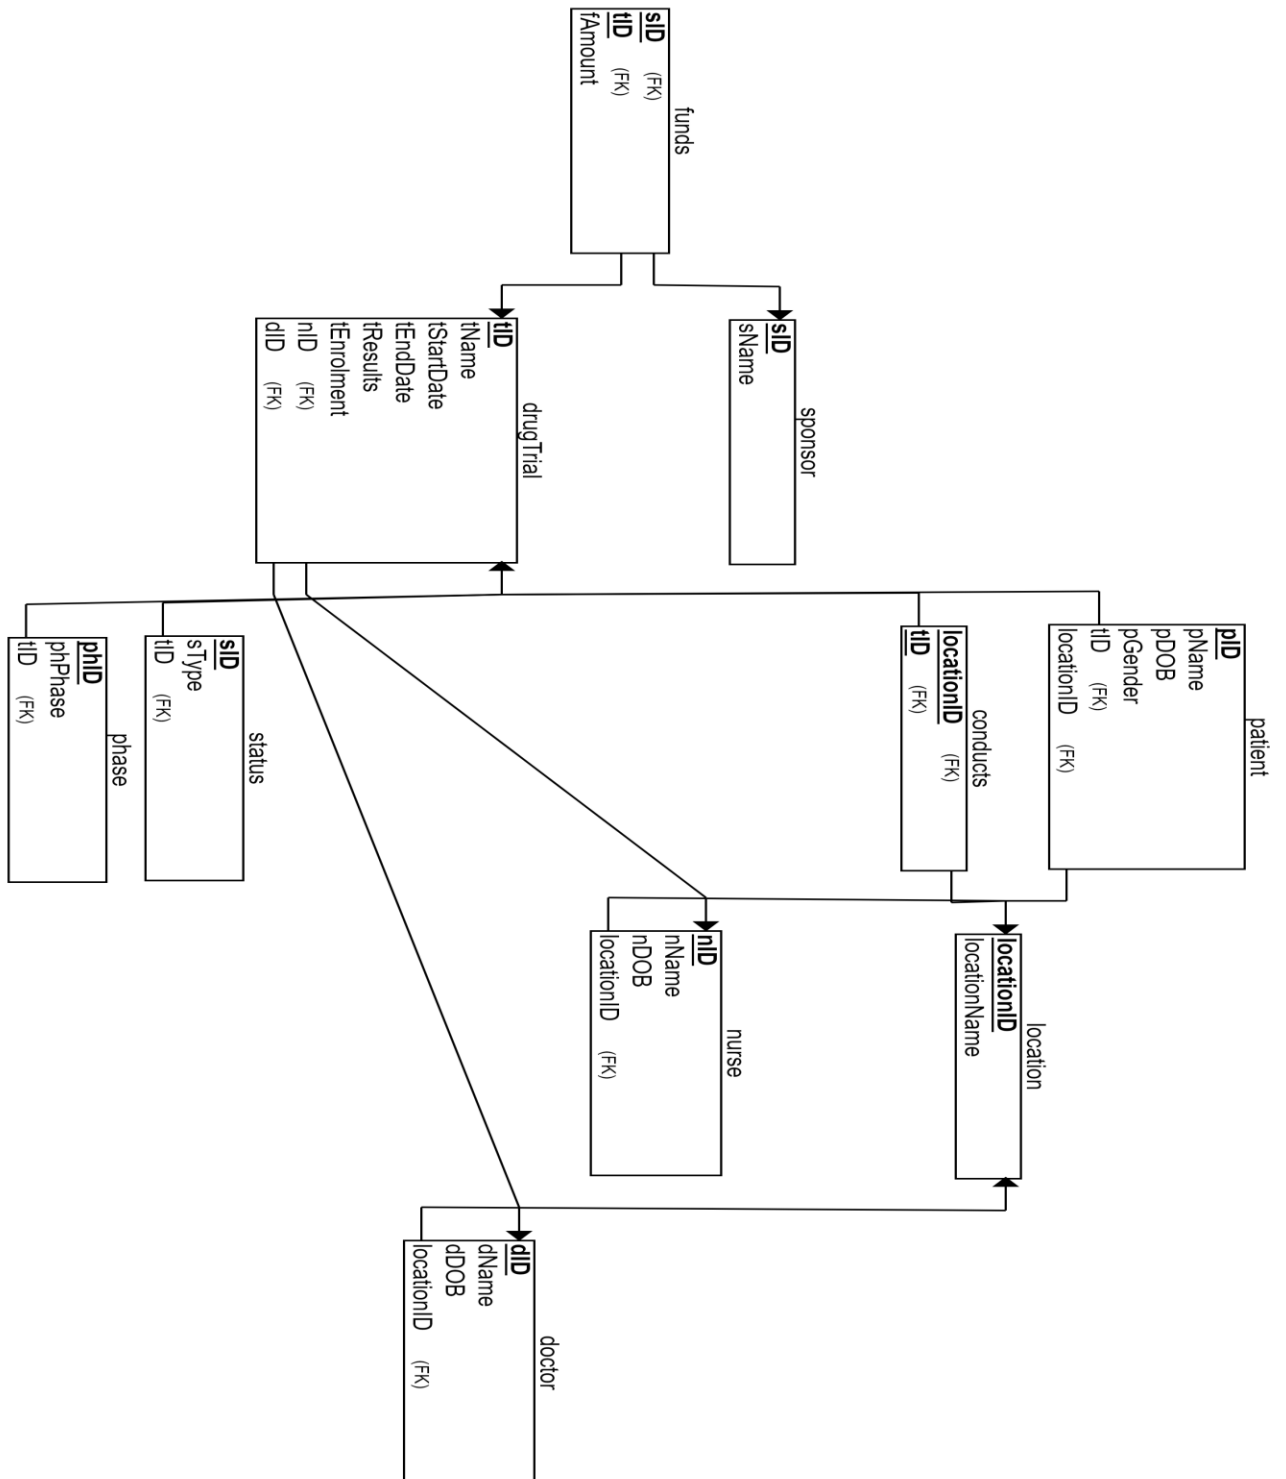 funds
sID (FK)
tID (FK)
fAmount
sponsor
sID
sName
drugTrial
tID
tName
tStartDate
tEndDate
tResults
tEnrolment
nID (FK)
dID (FK)
patient
pID
pName
pDOB
pGender
tID (FK)
locationID (FK)
conducts
locationID (FK)
tID (FK)
status
sID
sType
tID (FK)
phase
phID
phPhase
tID (FK)
location
locationID
locationName
nurse
nID
nName
nDOB
locationID (FK)
doctor
dID
dName
dDOB
locationID (FK)